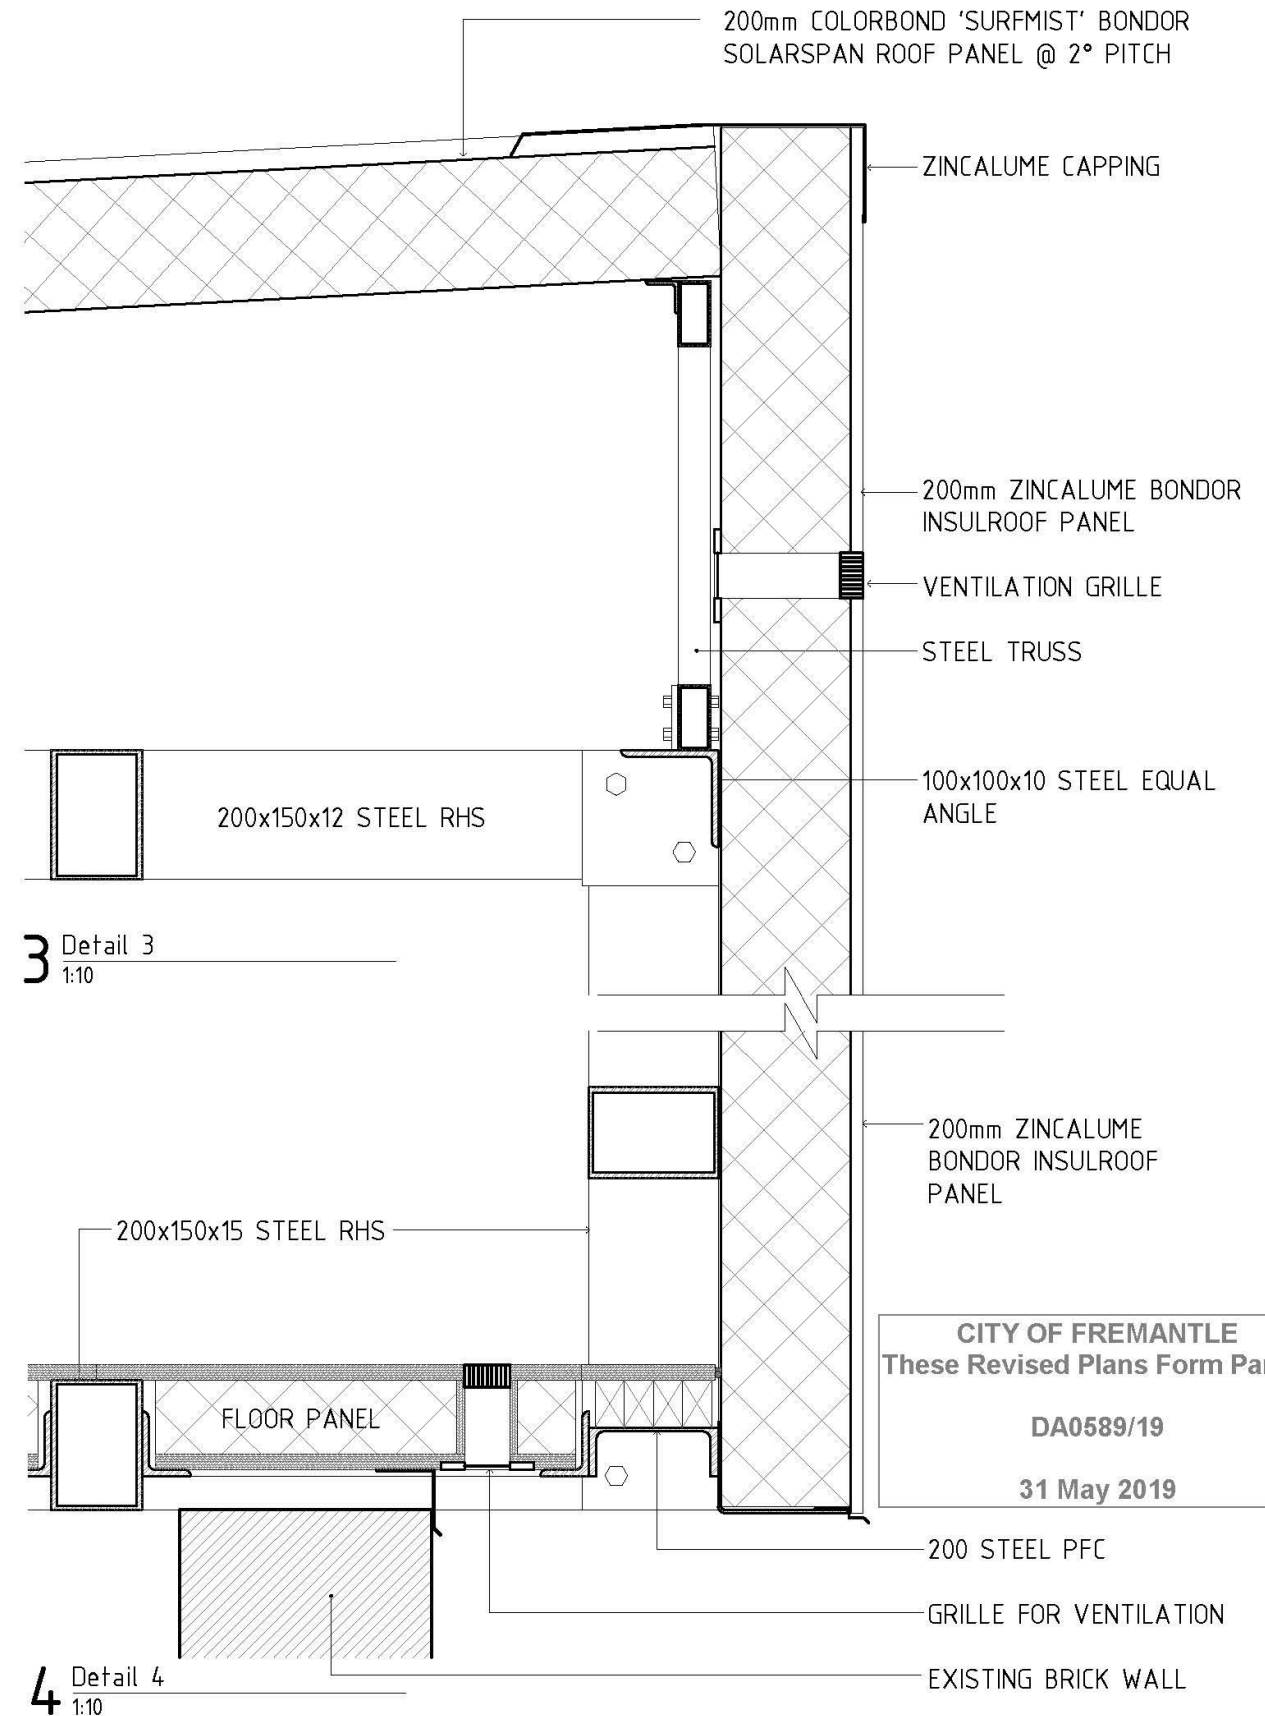 200mm COLORBOND 'SURFMIST' BONDOR
SOLARSPAN ROOF PANEL @ 2° PITCH
ZINCALUME CAPPING
200mm ZINCALUME BONDOR
INSULROOF PANEL
VENTILATION GRILLE
STEEL TRUSS
100x100x10 STEEL EQUAL
ANGLE
200x150x12 STEEL RHS
3 Detail 3
1:10
200mm ZINCALUME
BONDOR INSULROOF
PANEL
200x150x15 STEEL RHS
CITY OF FREMANTLE
These Revised Plans Form Par
DA0589/19
31 May 2019
FLOOR PANEL
200 STEEL PFC
GRILLE FOR VENTILATION
EXISTING BRICK WALL
4 Detail 4
1:10